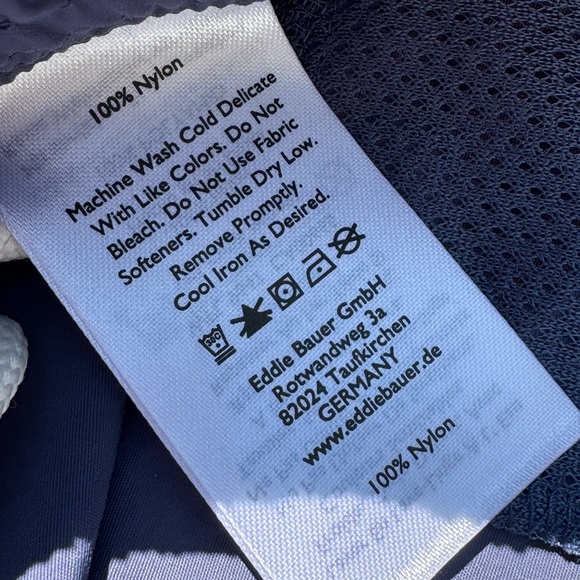 100% Nylon
Machine Wash Cold Delicate
With Like Colors. Do Not
Bleach. Do Not Use Fabric
Softeners. Tumble Dry Low.
Remove Promptly.
Cool Iron As Desired.
Eddie Bauer GmbH
Rotwandweg 3a
82024 Taufkirchen
GERMANY
www.eddiebauer.de
100% Nylon